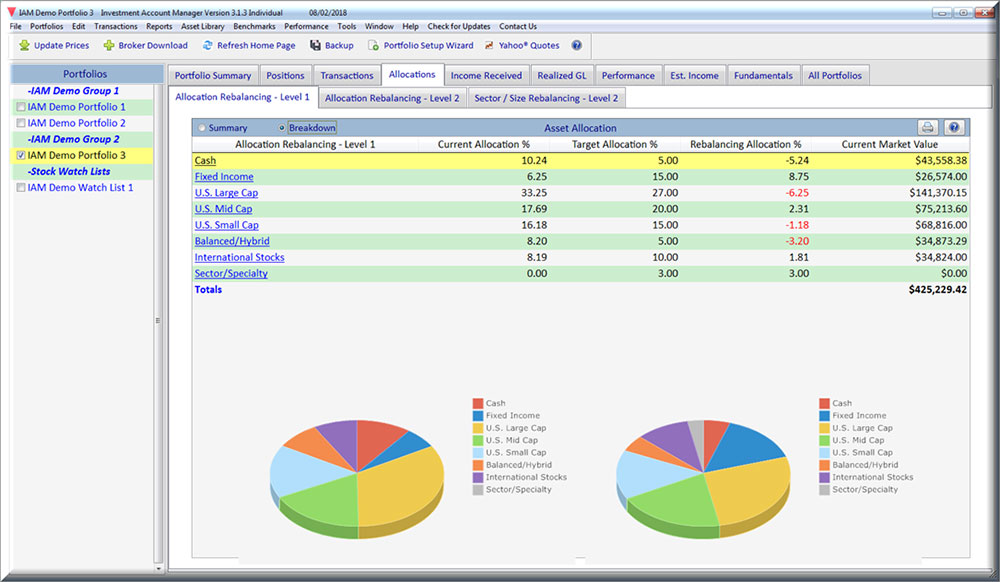 IAM Demo Portfolio 3 Investment Account Manager Version 3.1.3 Individual 08/02/2018
File Portfolios Edit Transactions Reports Asset Library Benchmarks Performance Tools Window Help Check for Updates Contact Us
Update Prices Broker Download Refresh Home Page Backup Portfolio Setup Wizard Yahoo® Quotes
Portfolios
-IAM Demo Group 1
IAM Demo Portfolio 1
IAM Demo Portfolio 2
-IAM Demo Group 2
IAM Demo Portfolio 3
-Stock Watch Lists
IAM Demo Watch List 1
Portfolio Summary Positions Transactions Allocations Income Received Realized GL Performance Est. Income Fundamentals All Portfolios
Allocation Rebalancing - Level 1 Allocation Rebalancing - Level 2 Sector / Size Rebalancing - Level 2
Summary Breakdown Asset Allocation
Allocation Rebalancing - Level 1 Current Allocation % Target Allocation % Rebalancing Allocation % Current Market Value
Cash 10.24 5.00 -5.24 $43,558.38
Fixed Income 6.25 15.00 8.75 $26,574.00
U.S. Large Cap 33.25 27.00 -6.25 $141,370.15
U.S. Mid Cap 17.69 20.00 2.31 $75,213.60
U.S. Small Cap 16.18 15.00 -1.18 $68,816.00
Balanced/Hybrid 8.20 5.00 -3.20 $34,873.29
International Stocks 8.19 10.00 1.81 $34,824.00
Sector/Specialty 0.00 3.00 3.00 $0.00
Totals $425,229.42
Cash
Fixed Income
U.S. Large Cap
U.S. Mid Cap
U.S. Small Cap
Balanced/Hybrid
International Stocks
Sector/Specialty
Cash
Fixed Income
U.S. Large Cap
U.S. Mid Cap
U.S. Small Cap
Balanced/Hybrid
International Stocks
Sector/Specialty